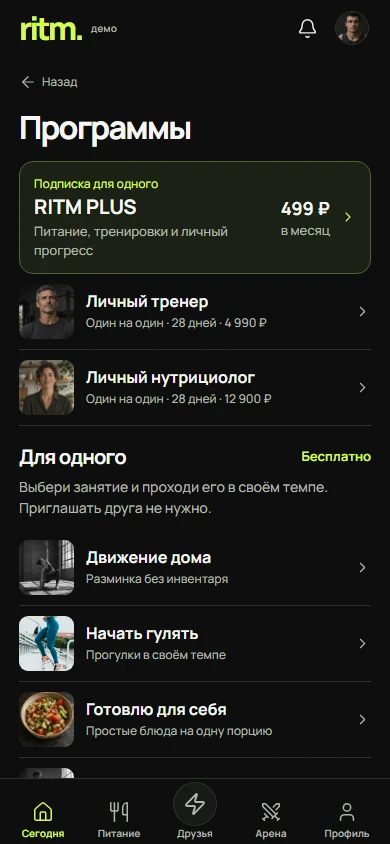 ritm. демо
Назад
Программы
Подписка для одного
RITM PLUS
499 ₽
в месяц
Питание, тренировки и личный
прогресс
Личный тренер
Один на один · 28 дней · 4 990 ₽
Личный нутрициолог
Один на один · 28 дней · 12 900 ₽
Для одного
Бесплатно
Выбери занятие и проходи его в своём темпе.
Приглашать друга не нужно.
Движение дома
Разминка без инвентаря
Начать гулять
Прогулки в своём темпе
Готовлю для себя
Простые блюда на одну порцию
Сегодня
Питание
Друзья
Арена
Профиль